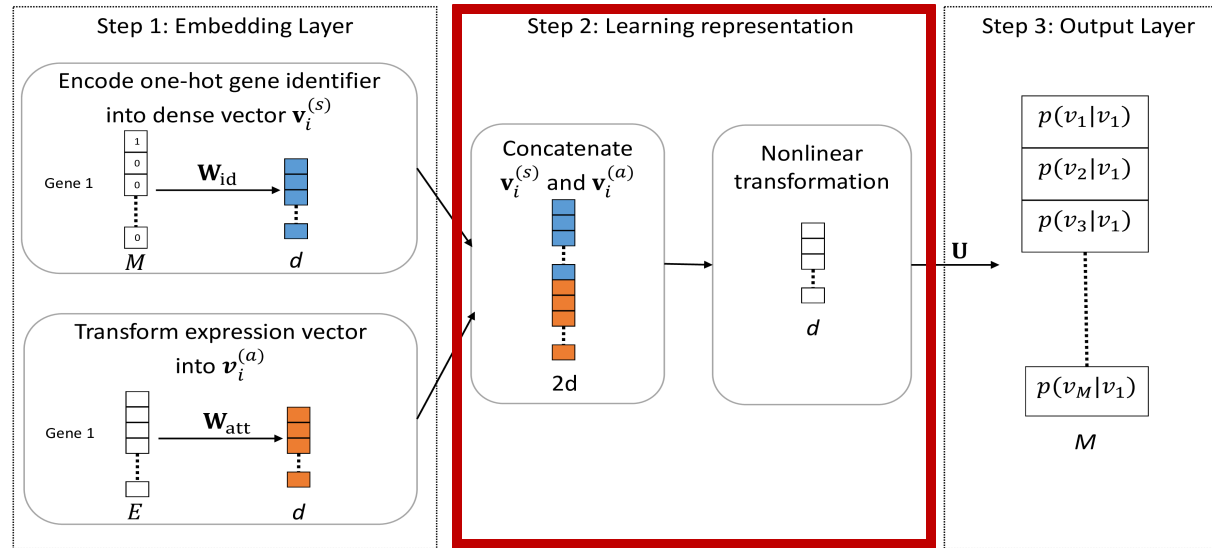 Step 1: Embedding Layer
Encode one-hot gene identifier
into dense vector v_i^(s)
Gene 1
1
0
0
0
W_id
M
d
Transform expression vector
into v_i^(a)
Gene 1
W_att
E
d
Step 2: Learning representation
Concatenate
v_i^(s) and v_i^(a)
2d
Nonlinear
transformation
d
U
Step 3: Output Layer
p(v_1|v_1)
p(v_2|v_1)
p(v_3|v_1)
p(v_M|v_1)
M